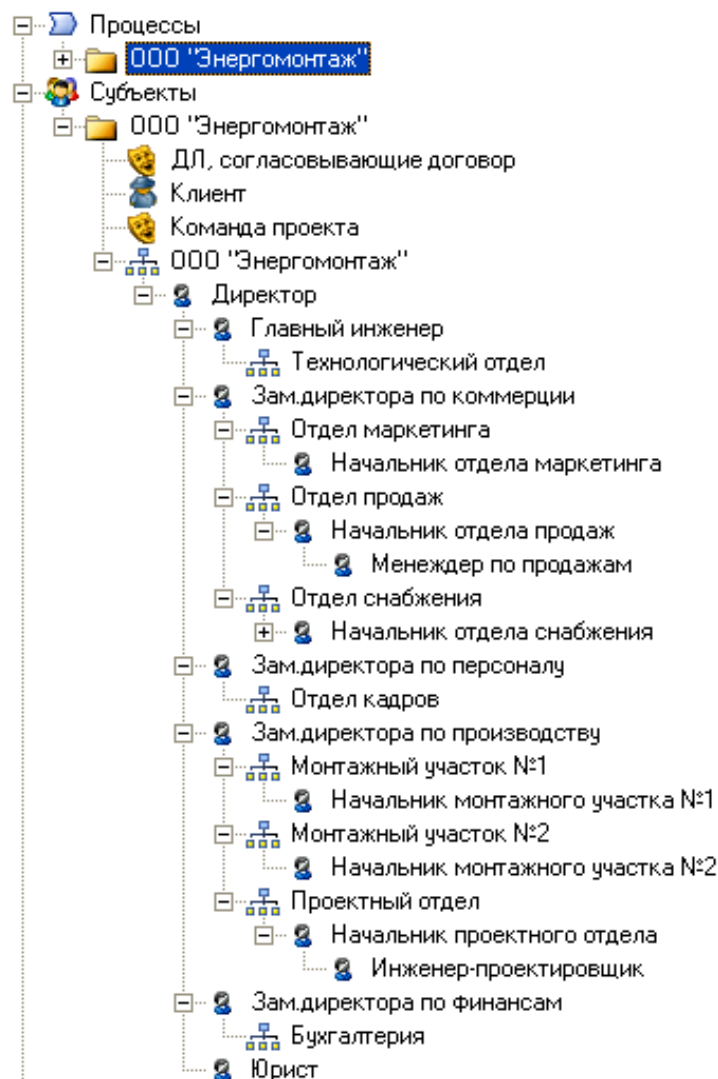 Процессы
ООО "Энергомонтаж"
Субъекты
ООО "Энергомонтаж"
ДЛ, согласовывающие договор
Клиент
Команда проекта
ООО "Энергомонтаж"
Директор
Главный инженер
Технологический отдел
Зам.директора по коммерции
Отдел маркетинга
Начальник отдела маркетинга
Отдел продаж
Начальник отдела продаж
Менеждер по продажам
Отдел снабжения
Начальник отдела снабжения
Зам.директора по персоналу
Отдел кадров
Зам.директора по производству
Монтажный участок №1
Начальник монтажного участка №1
Монтажный участок №2
Начальник монтажного участка №2
Проектный отдел
Начальник проектного отдела
Инженер-проектировщик
Зам.директора по финансам
Бухгалтерия
Юрист